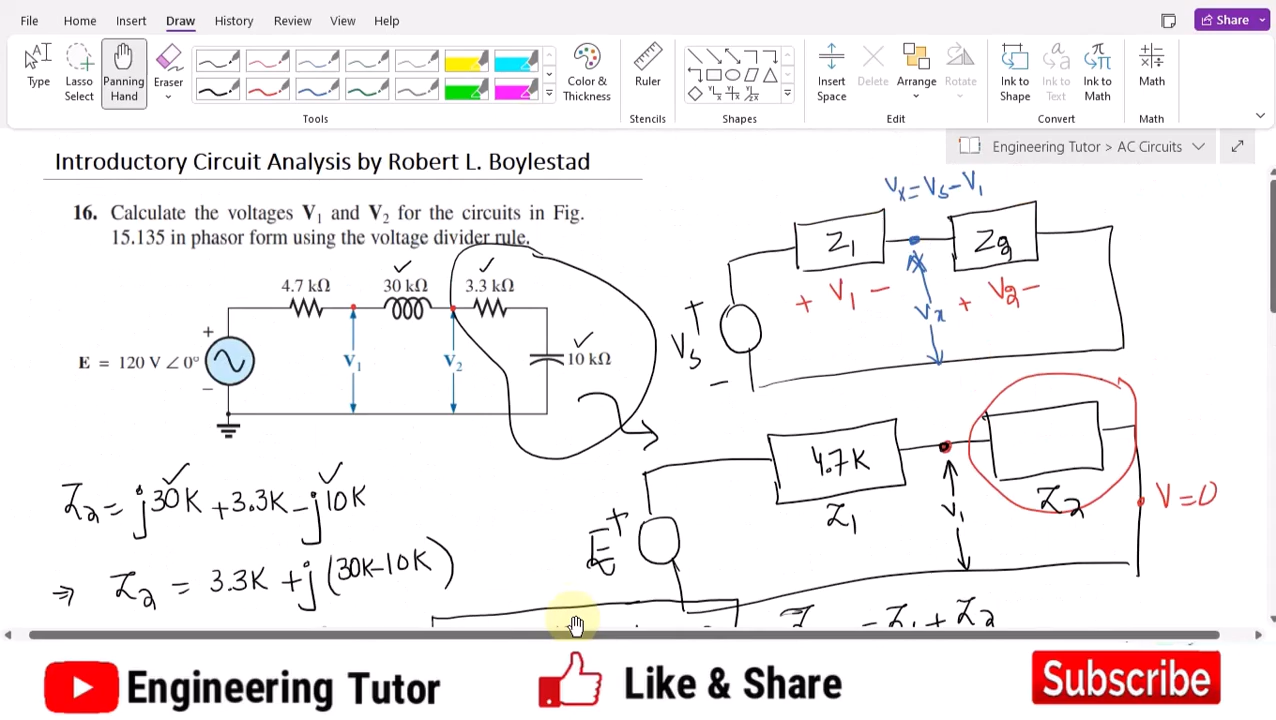 File Home Insert Draw History Review View Help
Share
Type
Lasso Select
Panning Hand
Eraser
Color & Thickness
Ruler
Insert Space
Delete
Arrange
Rotate
Ink to Shape
Ink to Text
Ink to Math
Math
Tools
Stencils
Shapes
Edit
Convert
Math
Engineering Tutor > AC Circuits
Introductory Circuit Analysis by Robert L. Boylestad
16. Calculate the voltages V₁ and V₂ for the circuits in Fig.
15.135 in phasor form using the voltage divider rule.
4.7 kΩ
30 kΩ
3.3 kΩ
+
E = 120 V ∠ 0°
−
V₁
V₂
10 kΩ
Vx = Vs − V₁
Z₁
Z₂
+ V₁ −
Vx
+ V₂ −
+
Vs
−
4.7K
Z₁
V₁
Z₂
V = 0
E
+
Z₂ = j30K + 3.3K − j10K
⇒ Z₂ = 3.3K + j(30K − 10K)
= Z₁ + Z₂
Engineering Tutor
Like & Share
Subscribe